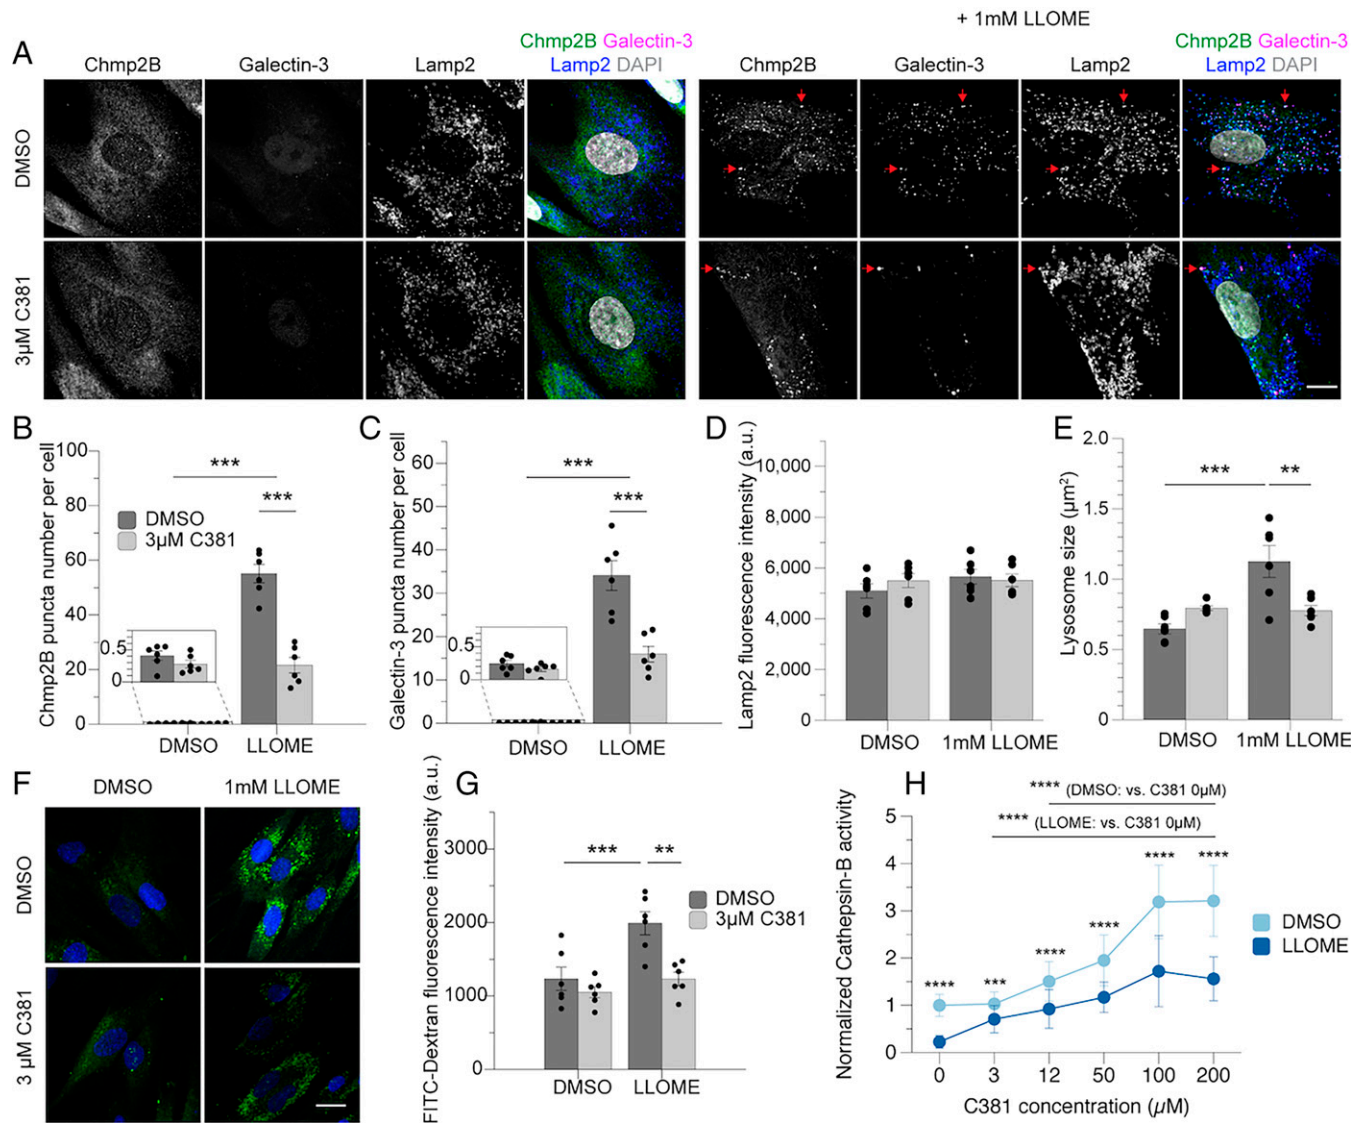 + 1mM LLOME
A
Chmp2B Galectin-3
Chmp2B Galectin-3
Chmp2B
Galectin-3
Lamp2
Lamp2 DAPI
Chmp2B
Galectin-3
Lamp2
Lamp2 DAPI
DMSO
3µM C381
B
Chmp2B puncta number per cell
100
80
60
40
20
0
***
***
DMSO
3µM C381
0.5
0
DMSO
LLOME
C
Galectin-3 puncta number per cell
60
50
40
30
20
10
0
***
***
0.5
0
DMSO
LLOME
D
Lamp2 fluorescence intensity (a.u.)
10,000
8,000
6,000
4,000
2,000
0
DMSO
1mM LLOME
E
Lysosome size (µm²)
2.0
1.5
1.0
0.5
0
***
**
DMSO
1mM LLOME
F
DMSO
1mM LLOME
DMSO
3 µM C381
G
FITC-Dextran fluorescence intensity (a.u.)
3000
2000
1000
0
***
**
DMSO
3µM C381
DMSO
LLOME
H
Normalized Cathepsin-B activity
**** (DMSO: vs. C381 0µM)
**** (LLOME: vs. C381 0µM)
5
4
3
2
1
0
****
***
****
****
****
****
DMSO
LLOME
0
3
12
50
100
200
C381 concentration (µM)